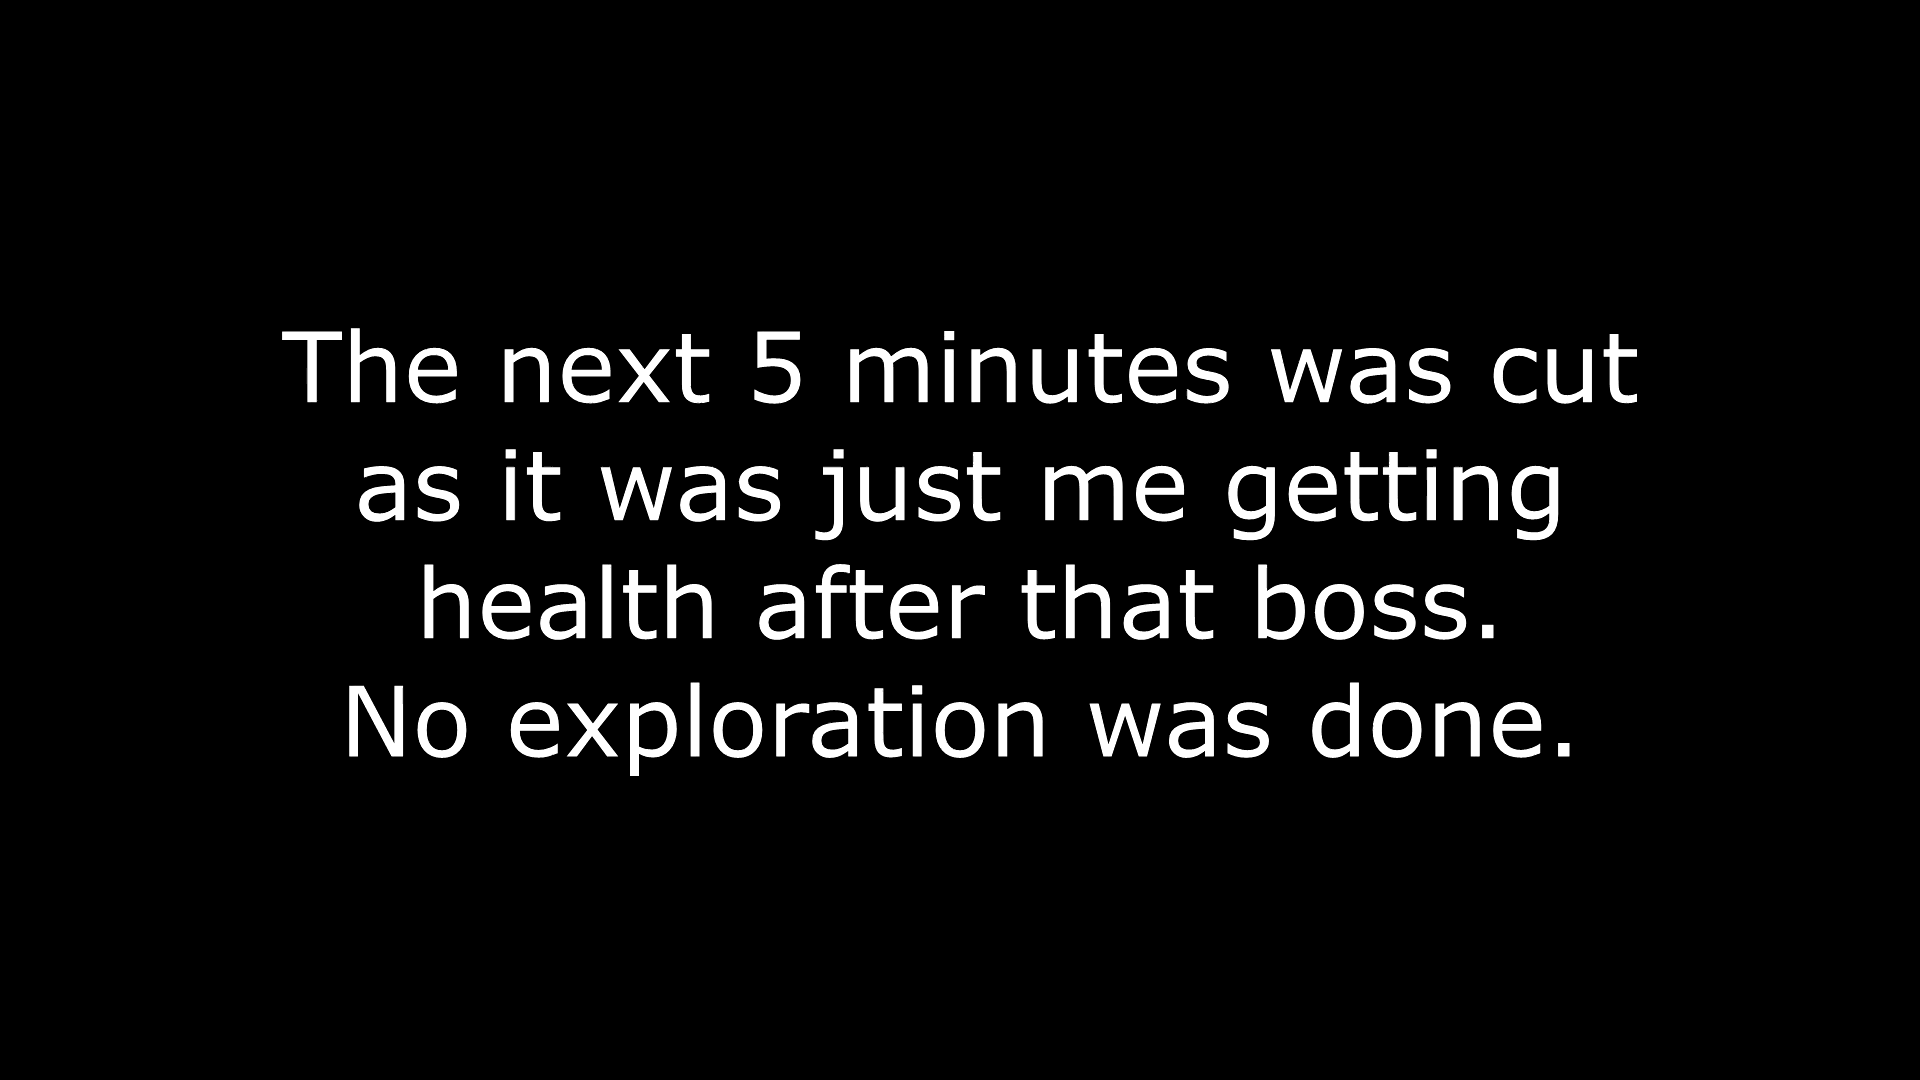 The next 5 minutes was cut
as it was just me getting
health after that boss.
No exploration was done.